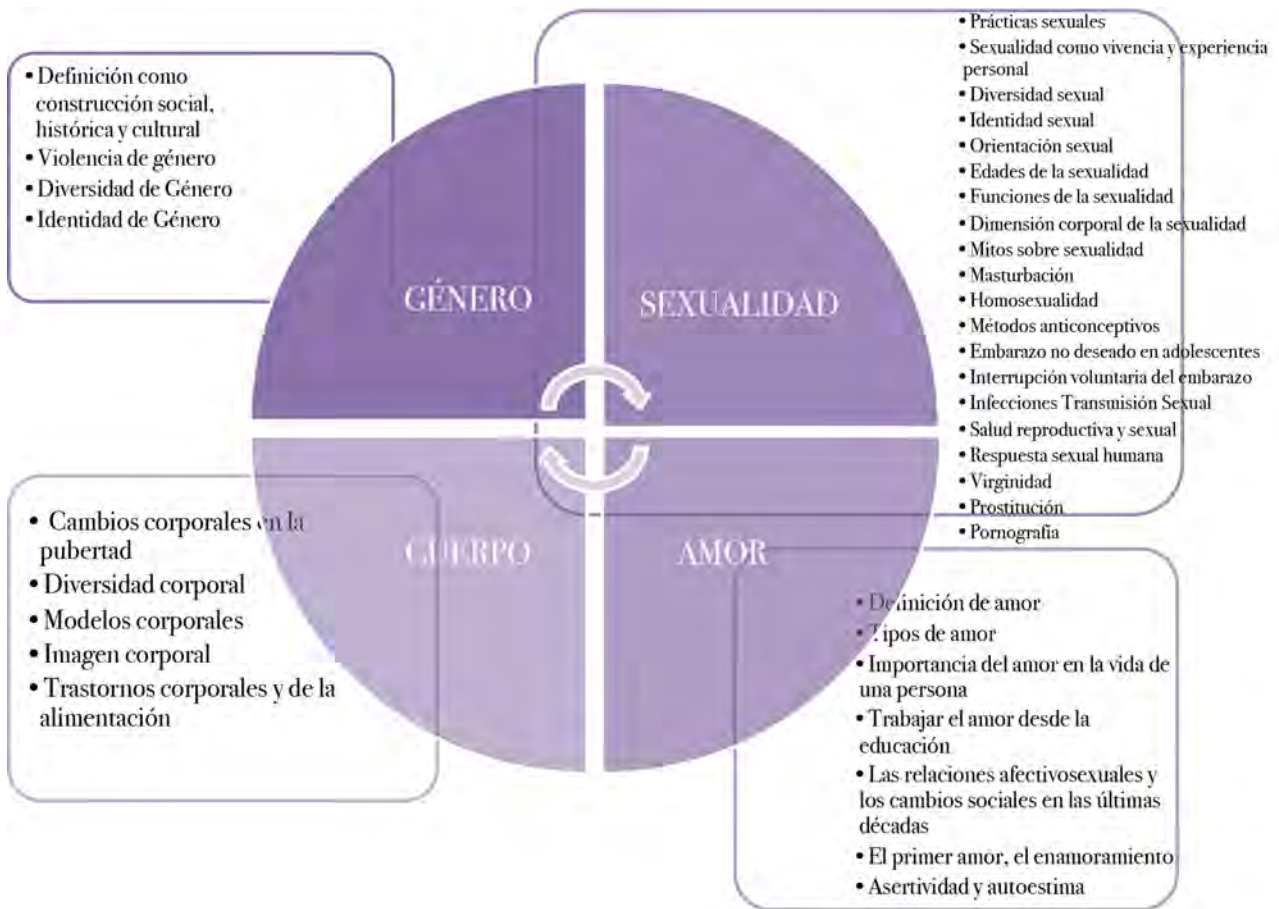 • Definición como
construcción social,
histórica y cultural
• Violencia de género
• Diversidad de Género
• Identidad de Género
GÉNERO
• Prácticas sexuales
• Sexualidad como vivencia y experiencia
personal
• Diversidad sexual
• Identidad sexual
• Orientación sexual
• Edades de la sexualidad
• Funciones de la sexualidad
• Dimensión corporal de la sexualidad
• Mitos sobre sexualidad
• Masturbación
• Homosexualidad
• Métodos anticonceptivos
• Embarazo no deseado en adolescentes
• Interrupción voluntaria del embarazo
• Infecciones Transmisión Sexual
• Salud reproductiva y sexual
• Respuesta sexual humana
• Virginidad
• Prostitución
• Pornografía
SEXUALIDAD
• Cambios corporales en la
pubertad
• Diversidad corporal
• Modelos corporales
• Imagen corporal
• Trastornos corporales y de la
alimentación
CUERPO
AMOR
• Definición de amor
• Tipos de amor
• Importancia del amor en la vida de
una persona
• Trabajar el amor desde la
educación
• Las relaciones afectivosexuales y
los cambios sociales en las últimas
décadas
• El primer amor, el enamoramiento
• Asertividad y autoestima